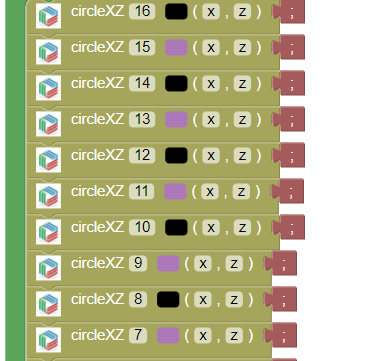 circleXZ 16 ( x , z ) ;
circleXZ 15 ( x , z ) ;
circleXZ 14 ( x , z ) ;
circleXZ 13 ( x , z ) ;
circleXZ 12 ( x , z ) ;
circleXZ 11 ( x , z ) ;
circleXZ 10 ( x , z ) ;
circleXZ 9 ( x , z ) ;
circleXZ 8 ( x , z ) ;
circleXZ 7 ( x , z ) ;